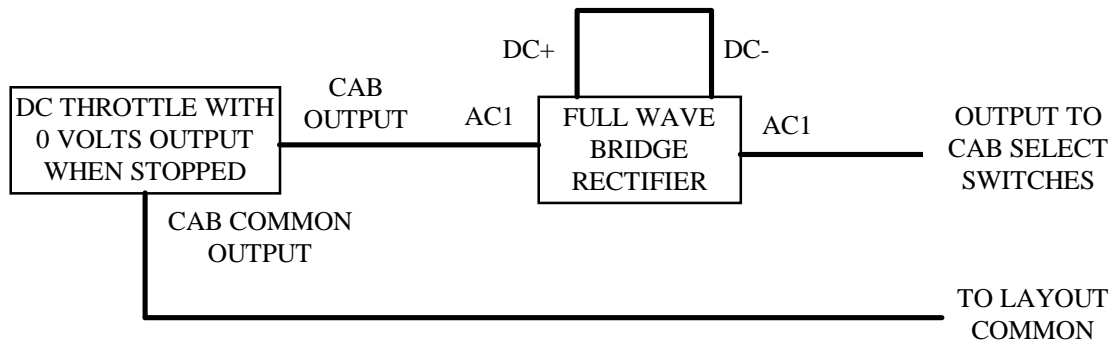 DC THROTTLE WITH
0 VOLTS OUTPUT
WHEN STOPPED
CAB
OUTPUT
CAB COMMON
OUTPUT
DC+
DC-
AC1
FULL WAVE
BRIDGE
RECTIFIER
AC1
OUTPUT TO
CAB SELECT
SWITCHES
TO LAYOUT
COMMON